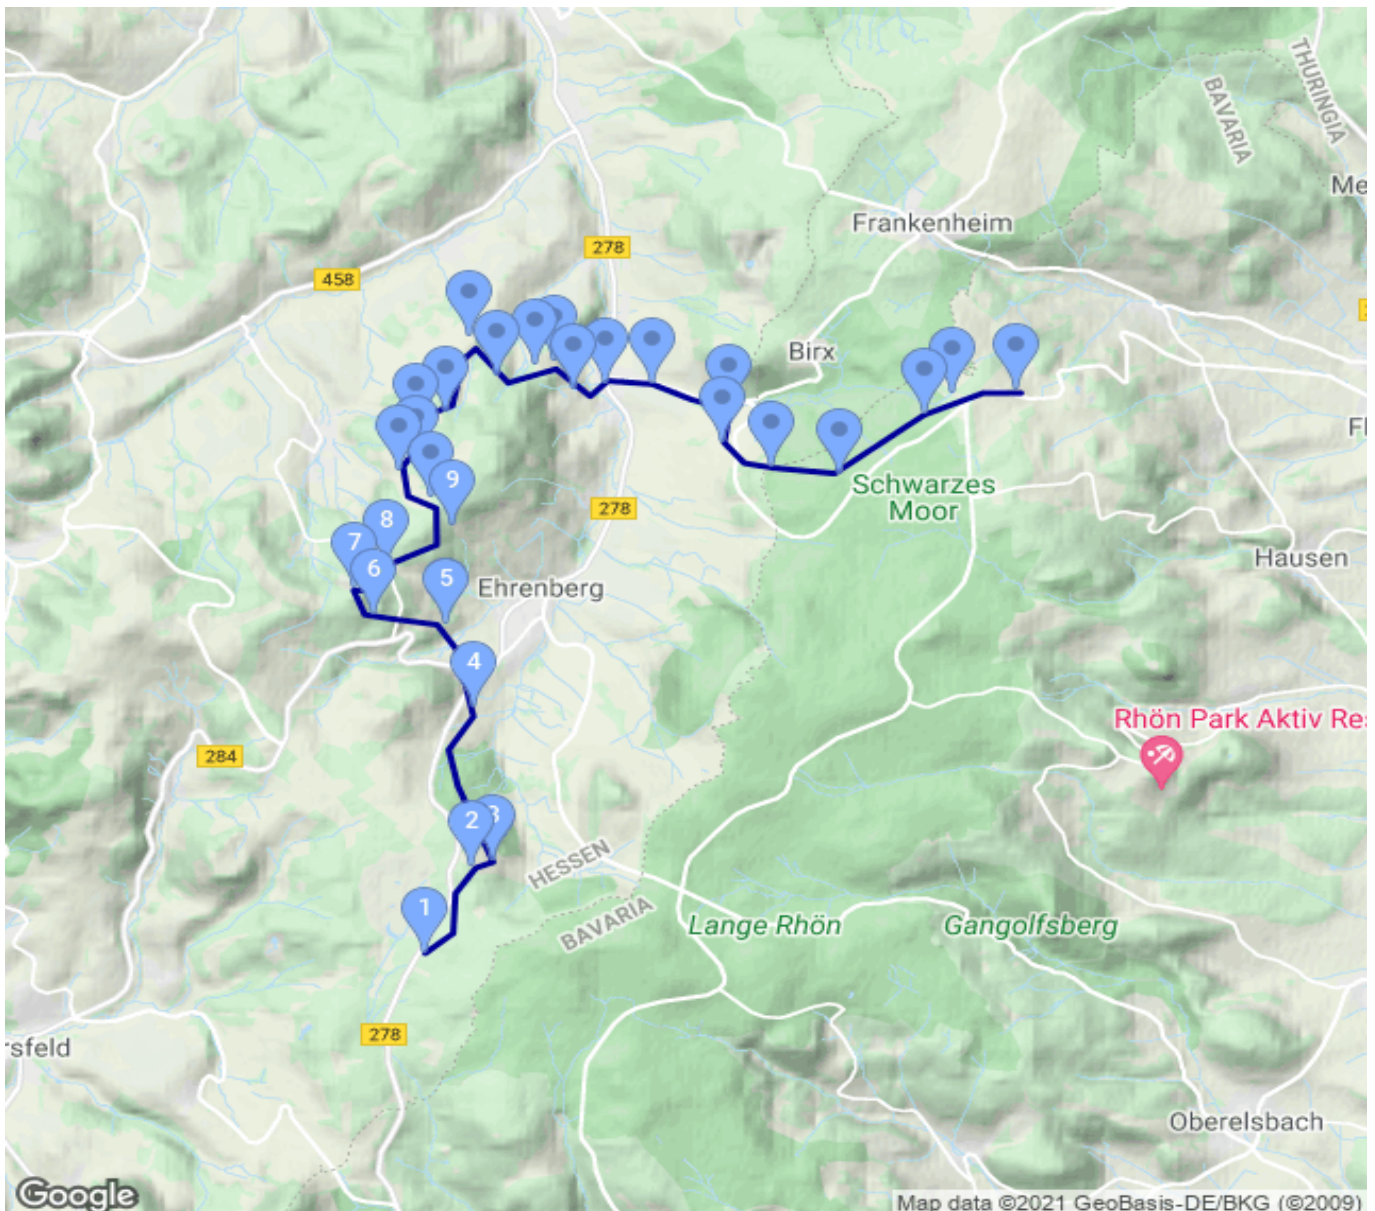 THURINGIA
BAVARIA
Me
Frankenheim
278
458
Birx
Fl
9
Schwarzes
Moor
278
8
7
6
5
Hausen
Ehrenberg
4
Rhön Park Aktiv Res
284
2
3
HESSEN
1
BAVARIA
Lange Rhön
Gangolfsberg
278
rsfeld
Oberelsbach
Google
Map data ©2021 GeoBasis-DE/BKG (©2009)